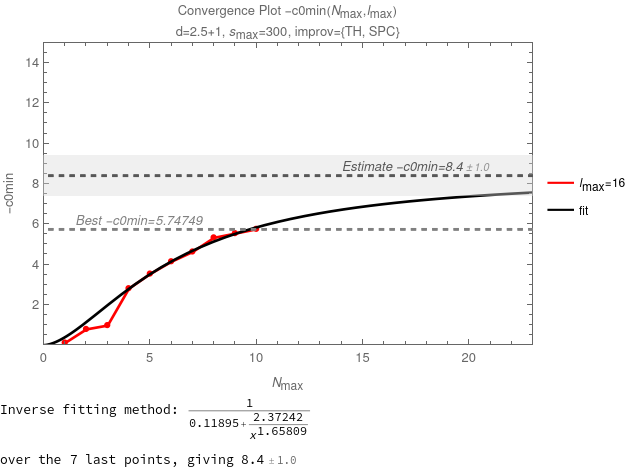 Convergence Plot −c0min(Nmax,lmax)
d=2.5+1, smax=300, improv={TH, SPC}
14
12
10
8
6
4
2
−c0min
Estimate −c0min=8.4 ± 1.0
Best −c0min=5.74749
lmax=16
fit
0 5 10 15 20
Nmax
Inverse fitting method: 1
0.11895+ 2.37242
x1.65809
over the 7 last points, giving 8.4 ± 1.0